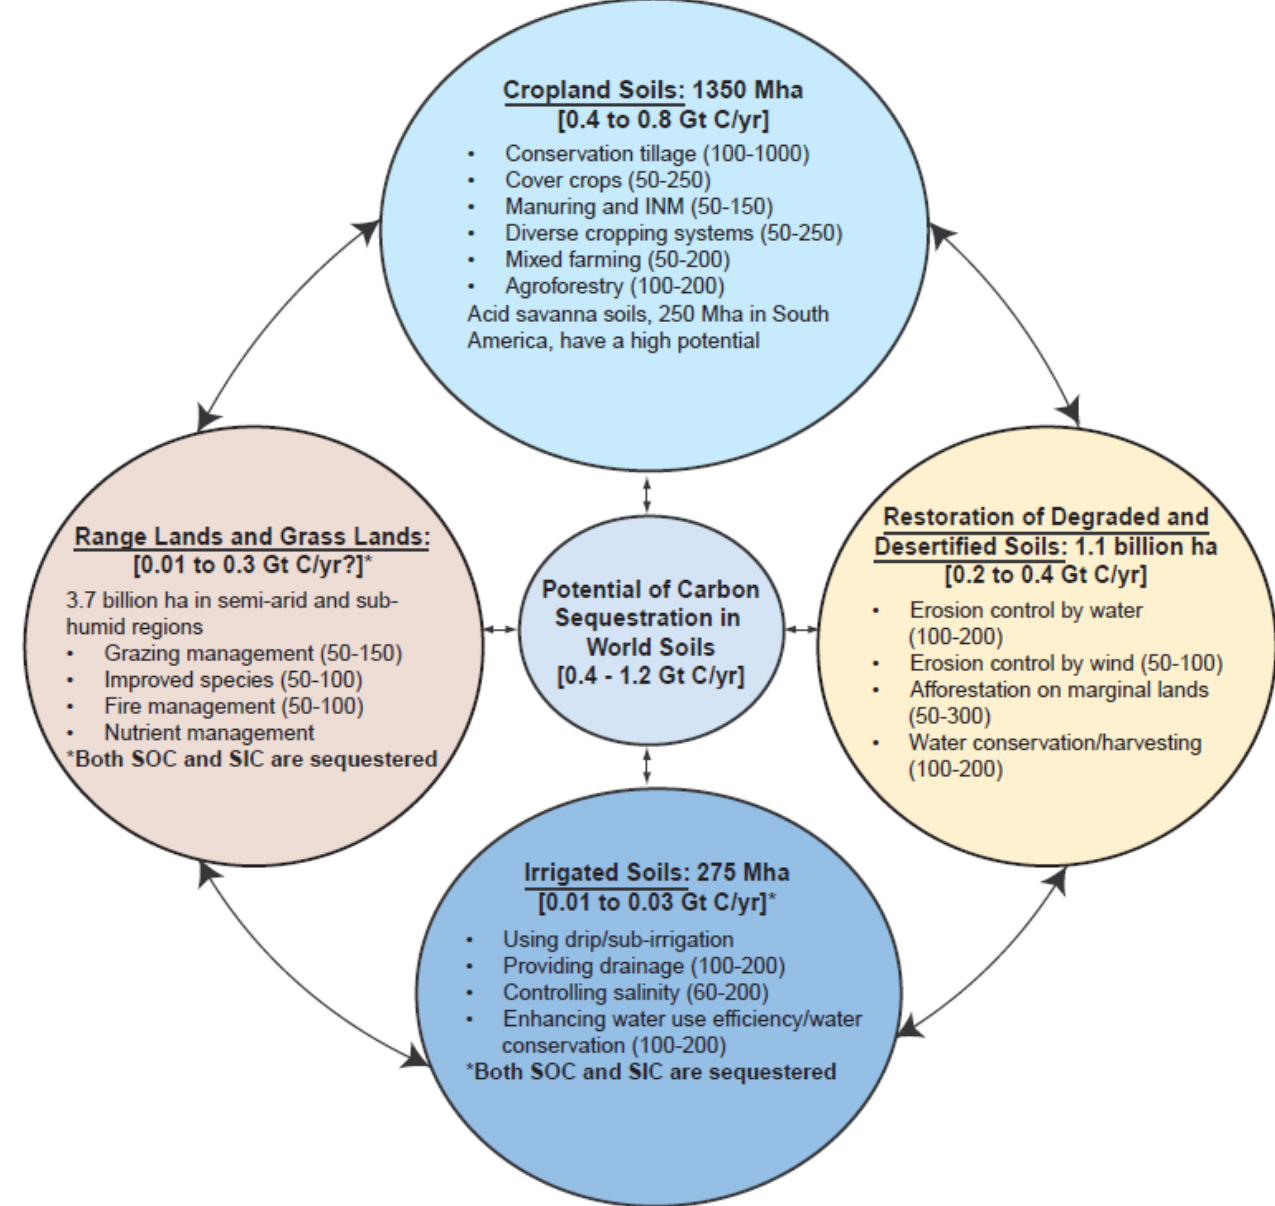 Cropland Soils: 1350 Mha
[0.4 to 0.8 Gt C/yr]
• Conservation tillage (100-1000)
• Cover crops (50-250)
• Manuring and INM (50-150)
• Diverse cropping systems (50-250)
• Mixed farming (50-200)
• Agroforestry (100-200)
Acid savanna soils, 250 Mha in South
America, have a high potential
Range Lands and Grass Lands:
[0.01 to 0.3 Gt C/yr?]*
3.7 billion ha in semi-arid and sub-
humid regions
• Grazing management (50-150)
• Improved species (50-100)
• Fire management (50-100)
• Nutrient management
*Both SOC and SIC are sequestered
Potential of Carbon
Sequestration in
World Soils
[0.4 - 1.2 Gt C/yr]
Restoration of Degraded and
Desertified Soils: 1.1 billion ha
[0.2 to 0.4 Gt C/yr]
• Erosion control by water
(100-200)
• Erosion control by wind (50-100)
• Afforestation on marginal lands
(50-300)
• Water conservation/harvesting
(100-200)
Irrigated Soils: 275 Mha
[0.01 to 0.03 Gt C/yr]*
• Using drip/sub-irrigation
• Providing drainage (100-200)
• Controlling salinity (60-200)
• Enhancing water use efficiency/water
conservation (100-200)
*Both SOC and SIC are sequestered